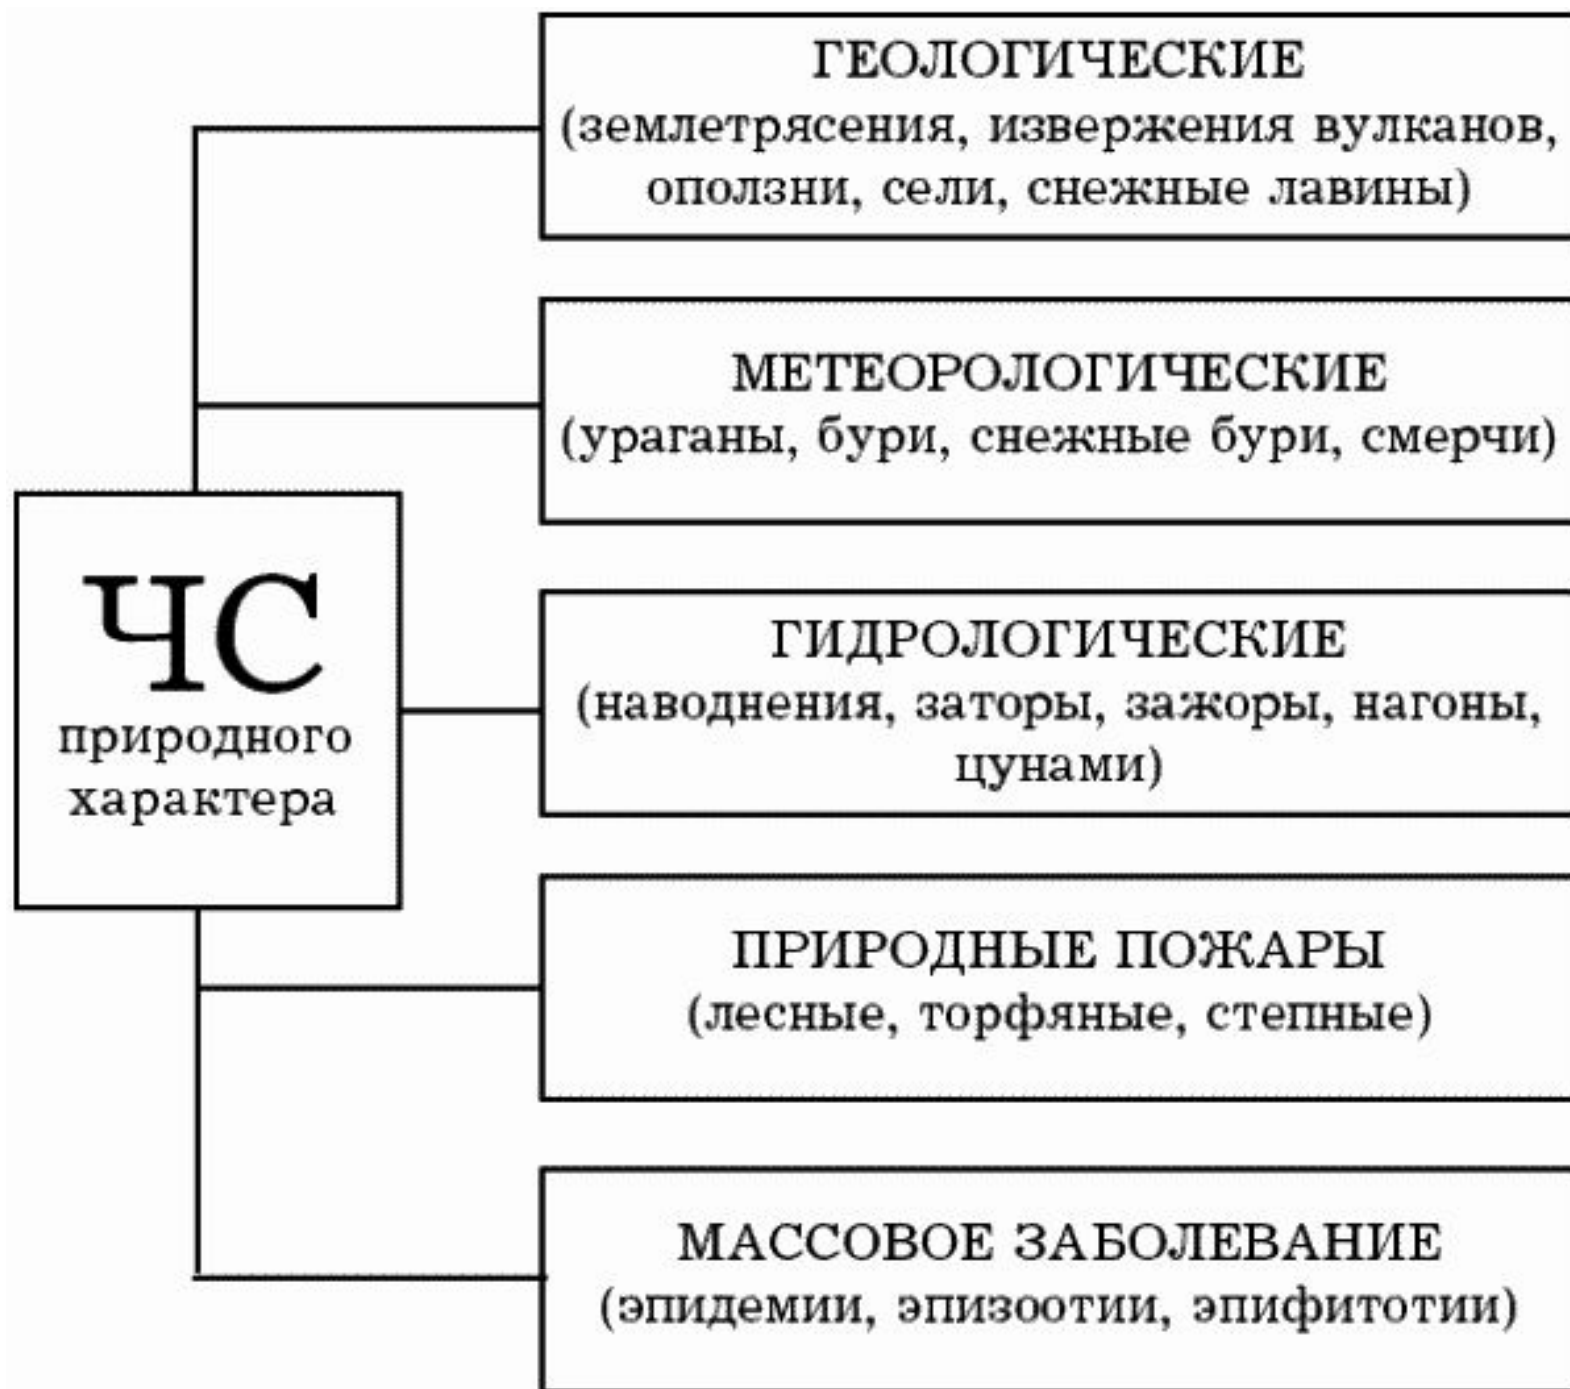 ГЕОЛОГИЧЕСКИЕ
(землетрясения, извержения вулканов,
оползни, сели, снежные лавины)
МЕТЕОРОЛОГИЧЕСКИЕ
(ураганы, бури, снежные бури, смерчи)
ЧС
природного
характера
ГИДРОЛОГИЧЕСКИЕ
(наводнения, заторы, зажоры, нагоны,
цунами)
ПРИРОДНЫЕ ПОЖАРЫ
(лесные, торфяные, степные)
МАССОВОЕ ЗАБОЛЕВАНИЕ
(эпидемии, эпизоотии, эпифитотии)